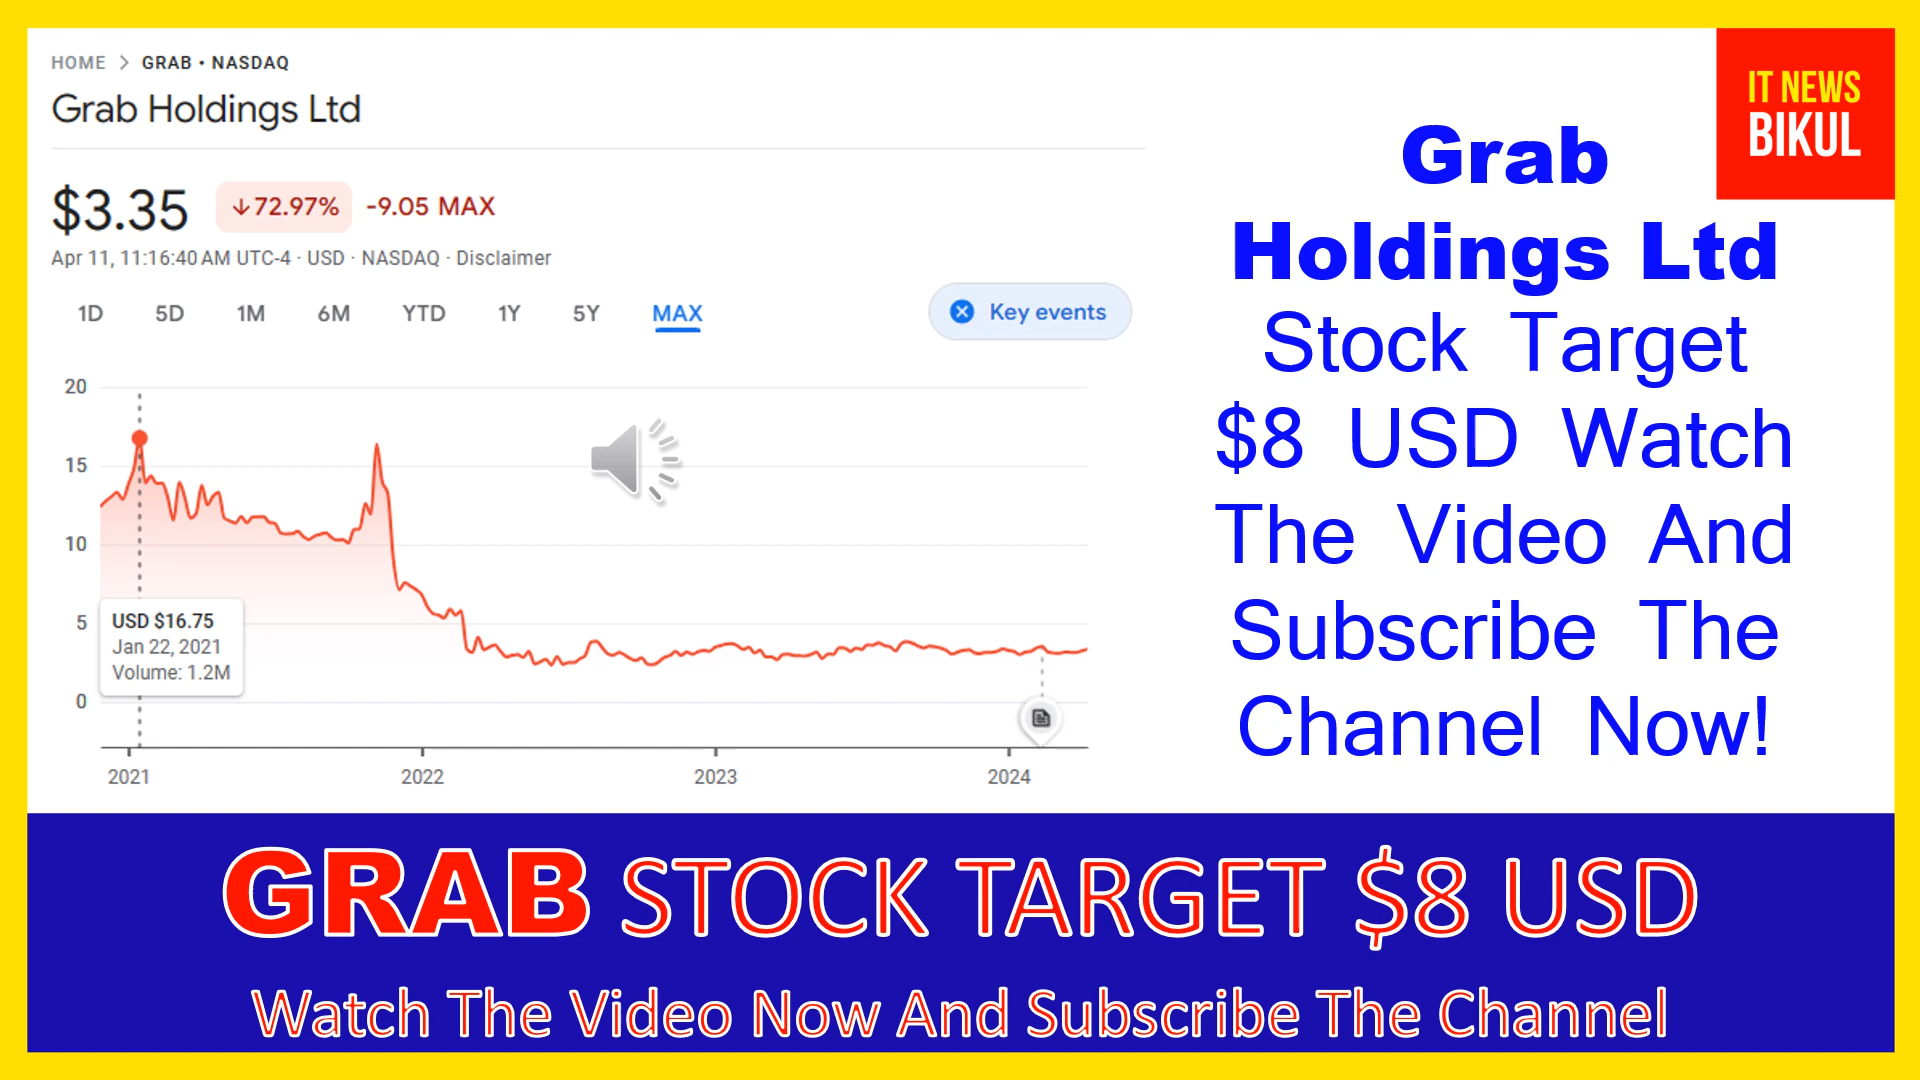 HOME > GRAB • NASDAQ
Grab Holdings Ltd
$3.35 ↓72.97% -9.05 MAX
Apr 11, 11:16:40 AM UTC-4 · USD · NASDAQ · Disclaimer
1D 5D 1M 6M YTD 1Y 5Y MAX
Key events
20
15
10
5
0
USD $16.75
Jan 22, 2021
Volume: 1.2M
2021 2022 2023 2024
IT NEWS
BIKUL
Grab
Holdings Ltd
Stock Target
$8 USD Watch
The Video And
Subscribe The
Channel Now!
GRAB STOCK TARGET $8 USD
Watch The Video Now And Subscribe The Channel